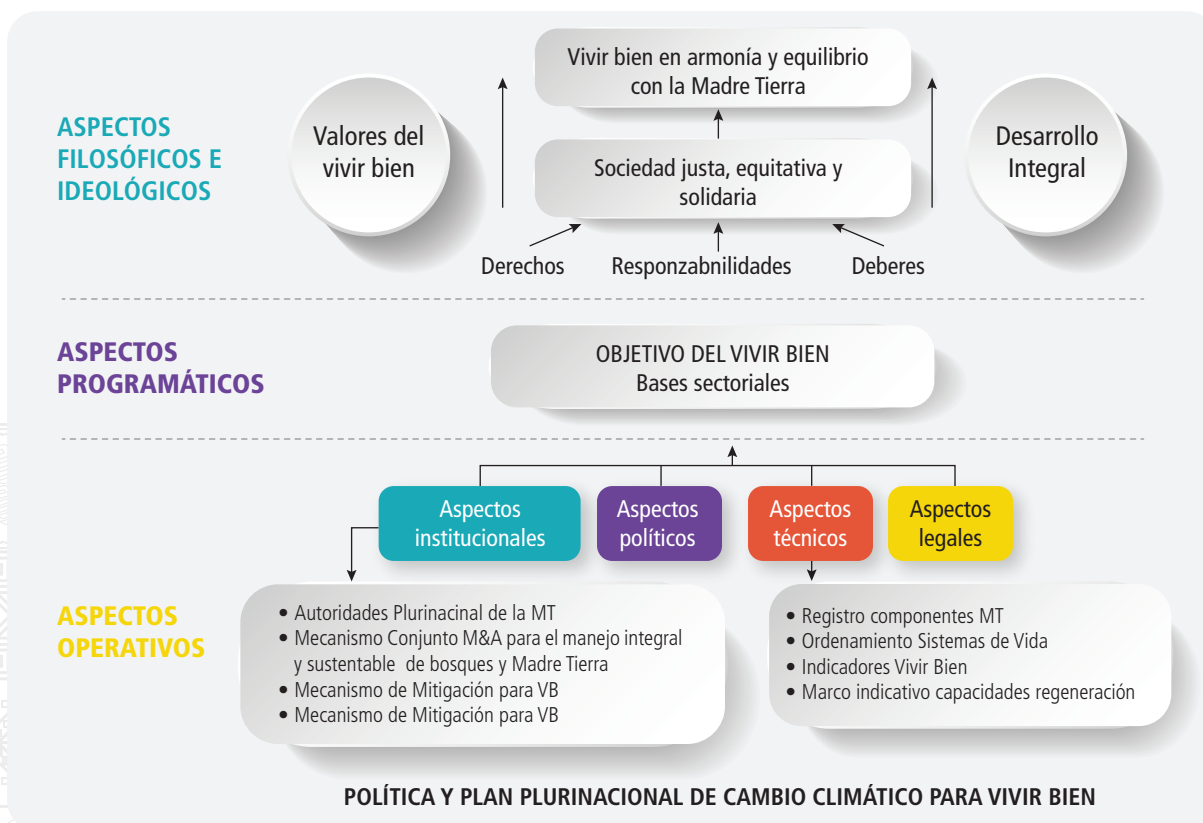 ASPECTOS
FILOSÓFICOS E
IDEOLÓGICOS
Valores del
vivir bien
Vivir bien en armonía y equilibrio
con la Madre Tierra
Sociedad justa, equitativa y
solidaria
Derechos
Responzabnilidades
Deberes
Desarrollo
Integral
ASPECTOS
PROGRAMÁTICOS
OBJETIVO DEL VIVIR BIEN
Bases sectoriales
Aspectos
institucionales
Aspectos
políticos
Aspectos
técnicos
Aspectos
legales
ASPECTOS
OPERATIVOS
• Autoridades Plurinacinal de la MT
• Mecanismo Conjunto M&A para el manejo integral
y sustentable de bosques y Madre Tierra
• Mecanismo de Mitigación para VB
• Mecanismo de Mitigación para VB
• Registro componentes MT
• Ordenamiento Sistemas de Vida
• Indicadores Vivir Bien
• Marco indicativo capacidades regeneración
POLÍTICA Y PLAN PLURINACIONAL DE CAMBIO CLIMÁTICO PARA VIVIR BIEN